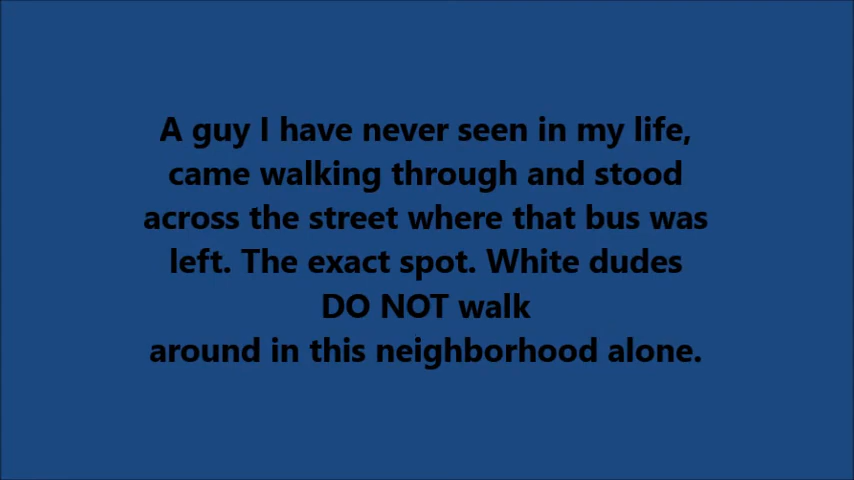 A guy I have never seen in my life,
came walking through and stood
across the street where that bus was
left. The exact spot. White dudes
DO NOT walk
around in this neighborhood alone.